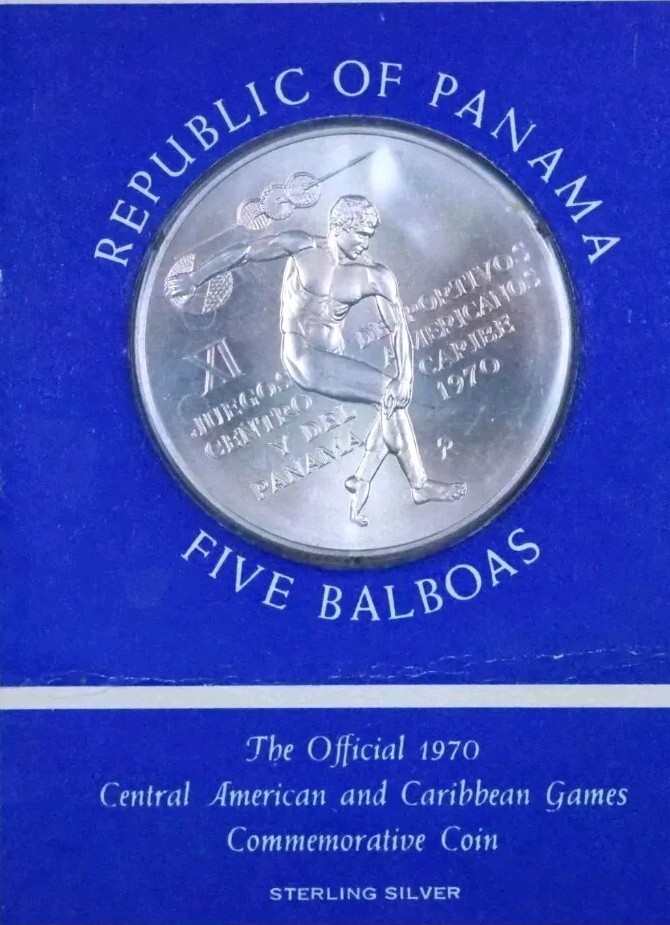 REPUBLIC OF PANAMA
XI
JUEGOS DEPORTIVOS
CENTRO AMERICANOS
Y DEL CARIBE
PANAMA 1970
FIVE BALBOAS
The Official 1970
Central American and Caribbean Games
Commemorative Coin
STERLING SILVER